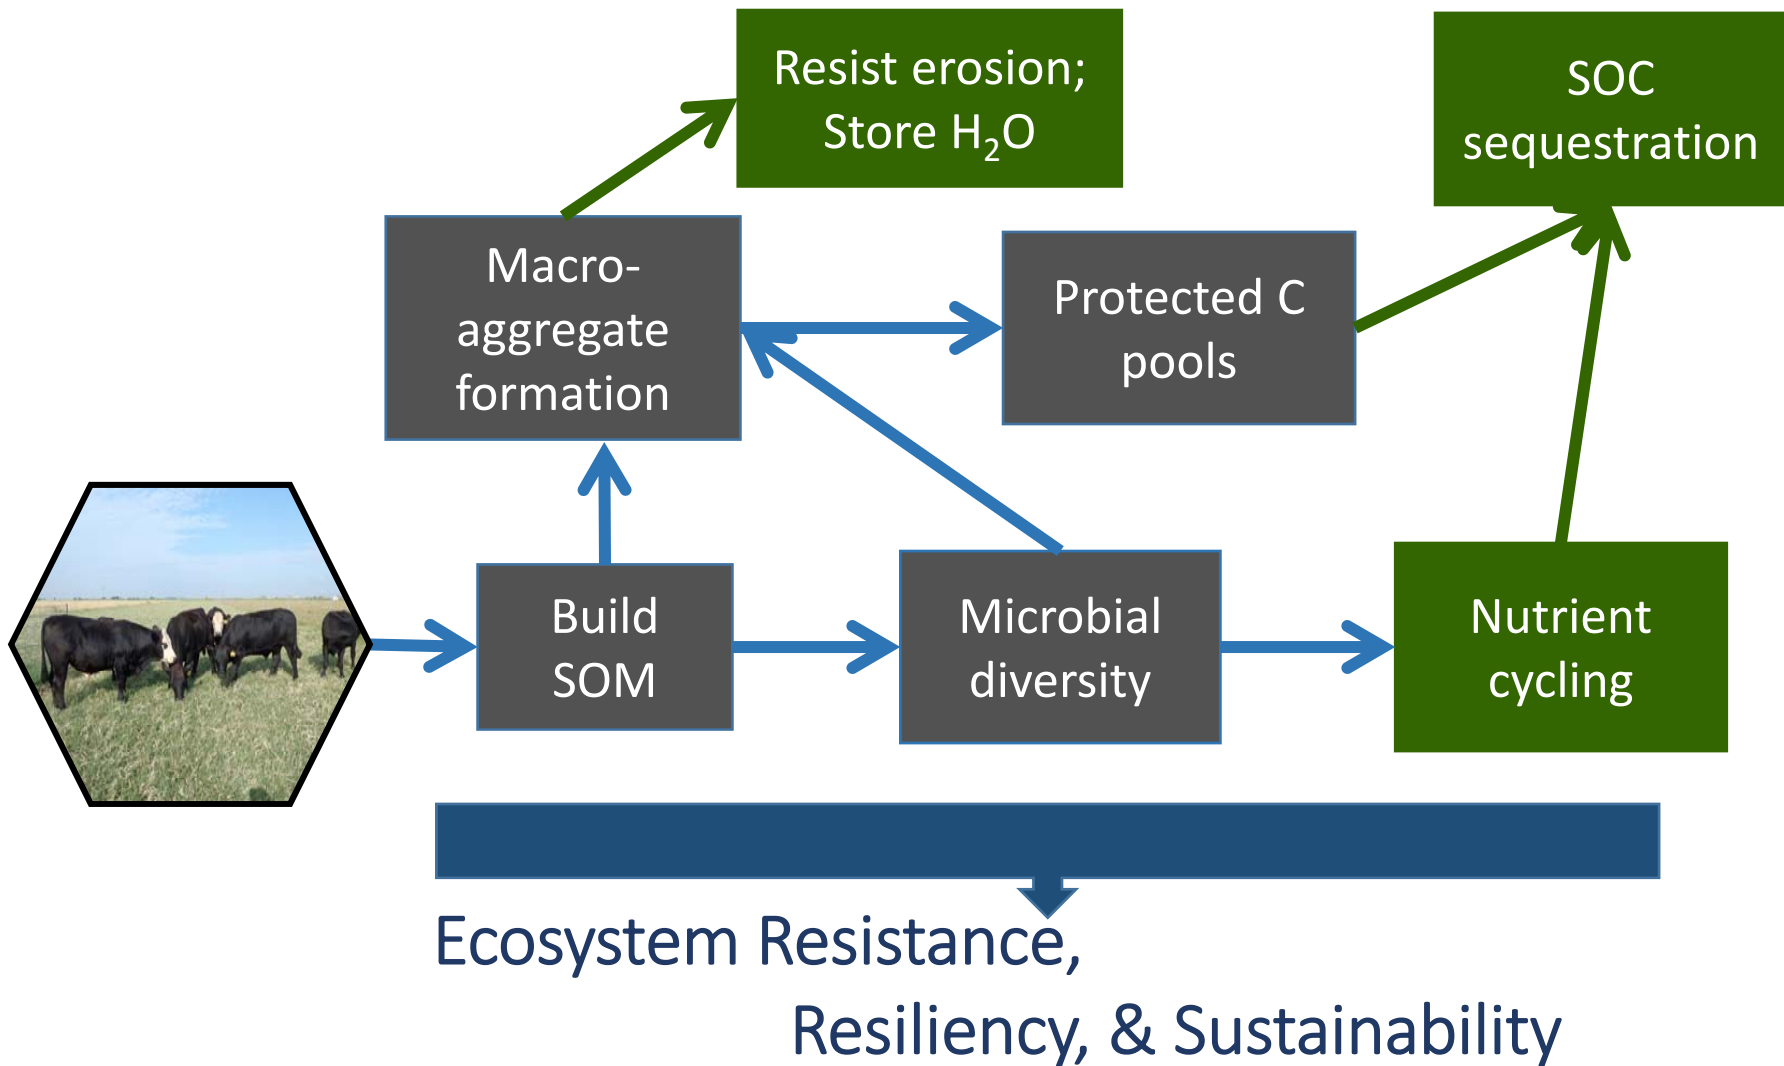 Resist erosion;
Store H₂O
SOC
sequestration
Macro-
aggregate
formation
Protected C
pools
Build
SOM
Microbial
diversity
Nutrient
cycling
Ecosystem Resistance,
Resiliency, & Sustainability